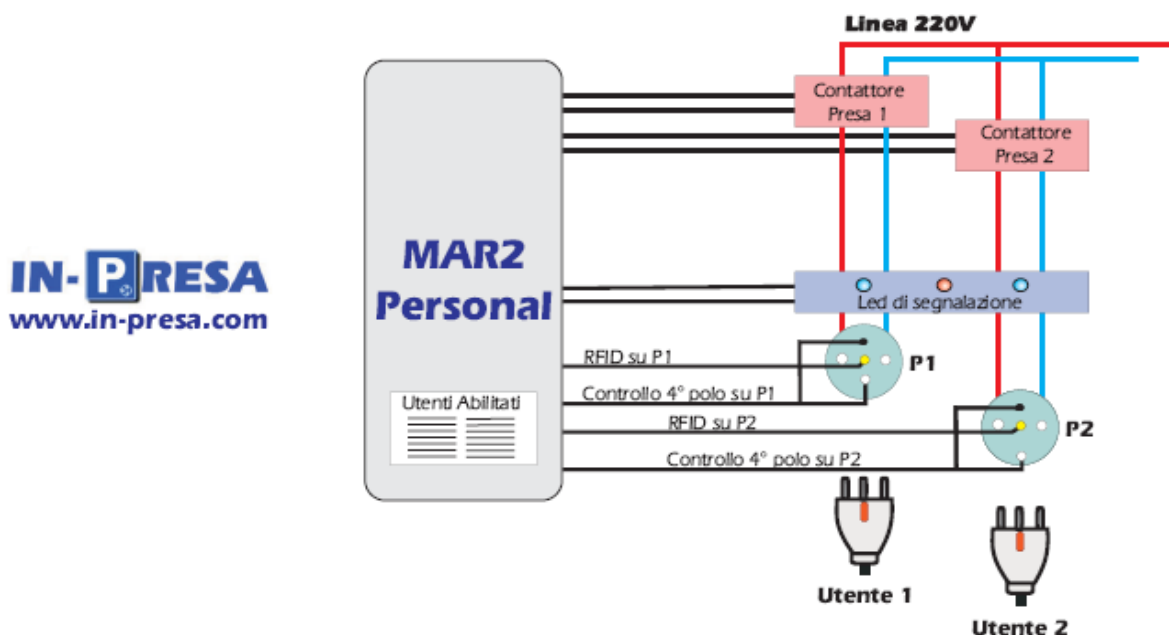 Linea 220V
Contattore
Presa 1
Contattore
Presa 2
IN-PRESA
www.in-presa.com
MAR2
Personal
Led di segnalazione
RFID su P1
P1
Controllo 4° polo su P1
Utenti Abilitati
RFID su P2
P2
Controllo 4° polo su P2
Utente 1
Utente 2